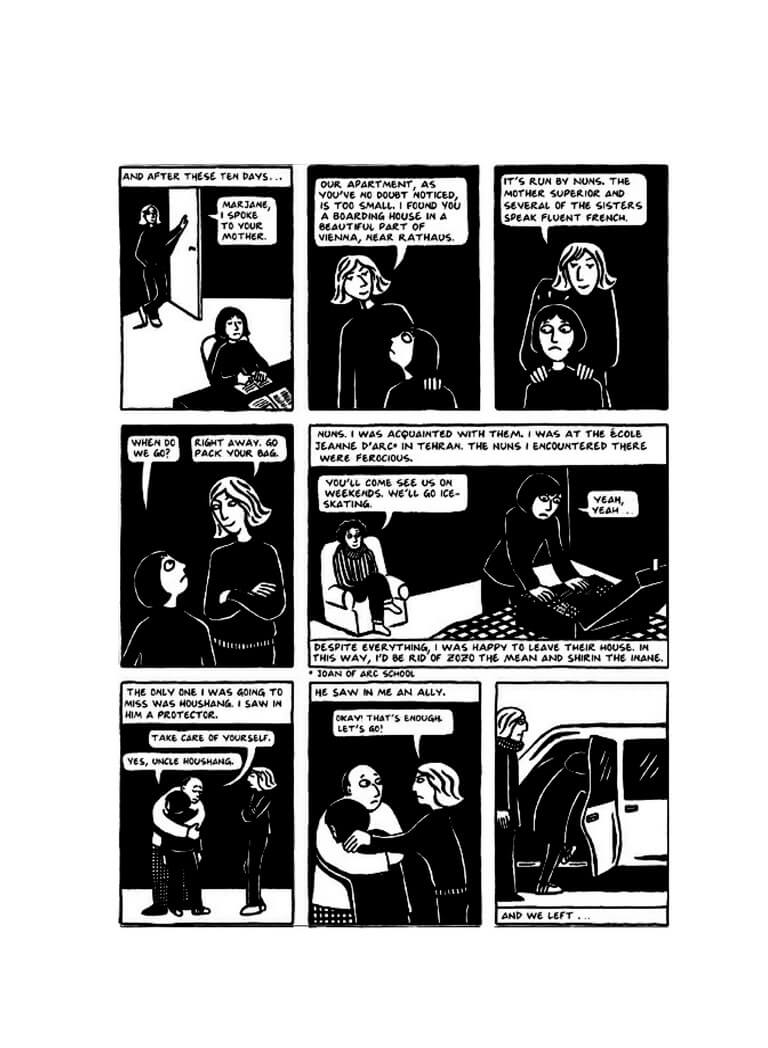 AND AFTER THESE TEN DAYS...
MARJANE,
I SPOKE
TO YOUR
MOTHER.
OUR APARTMENT, AS
YOU'VE NO DOUBT NOTICED,
IS TOO SMALL. I FOUND YOU
A BOARDING HOUSE IN A
BEAUTIFUL PART OF
VIENNA, NEAR RATHAUS.
IT'S RUN BY NUNS. THE
MOTHER SUPERIOR AND
SEVERAL OF THE SISTERS
SPEAK FLUENT FRENCH.
WHEN DO
WE GO?
RIGHT AWAY. GO
PACK YOUR BAG.
NUNS. I WAS ACQUAINTED WITH THEM. I WAS AT THE ÉCOLE
JEANNE D'ARC* IN TEHRAN. THE NUNS I ENCOUNTERED THERE
WERE FEROCIOUS.
YOU'LL COME SEE US ON
WEEKENDS. WE'LL GO ICE-
SKATING.
YEAH,
YEAH...
DESPITE EVERYTHING, I WAS HAPPY TO LEAVE THEIR HOUSE. IN
THIS WAY, I'D BE RID OF ZOZO THE MEAN AND SHIRIN THE INANE.
* JOAN OF ARC SCHOOL
THE ONLY ONE I WAS GOING TO
MISS WAS HOUSHANG. I SAW IN
HIM A PROTECTOR.
TAKE CARE OF YOURSELF.
YES, UNCLE HOUSHANG.
HE SAW IN ME AN ALLY.
OKAY! THAT'S ENOUGH.
LET'S GO!
AND WE LEFT...